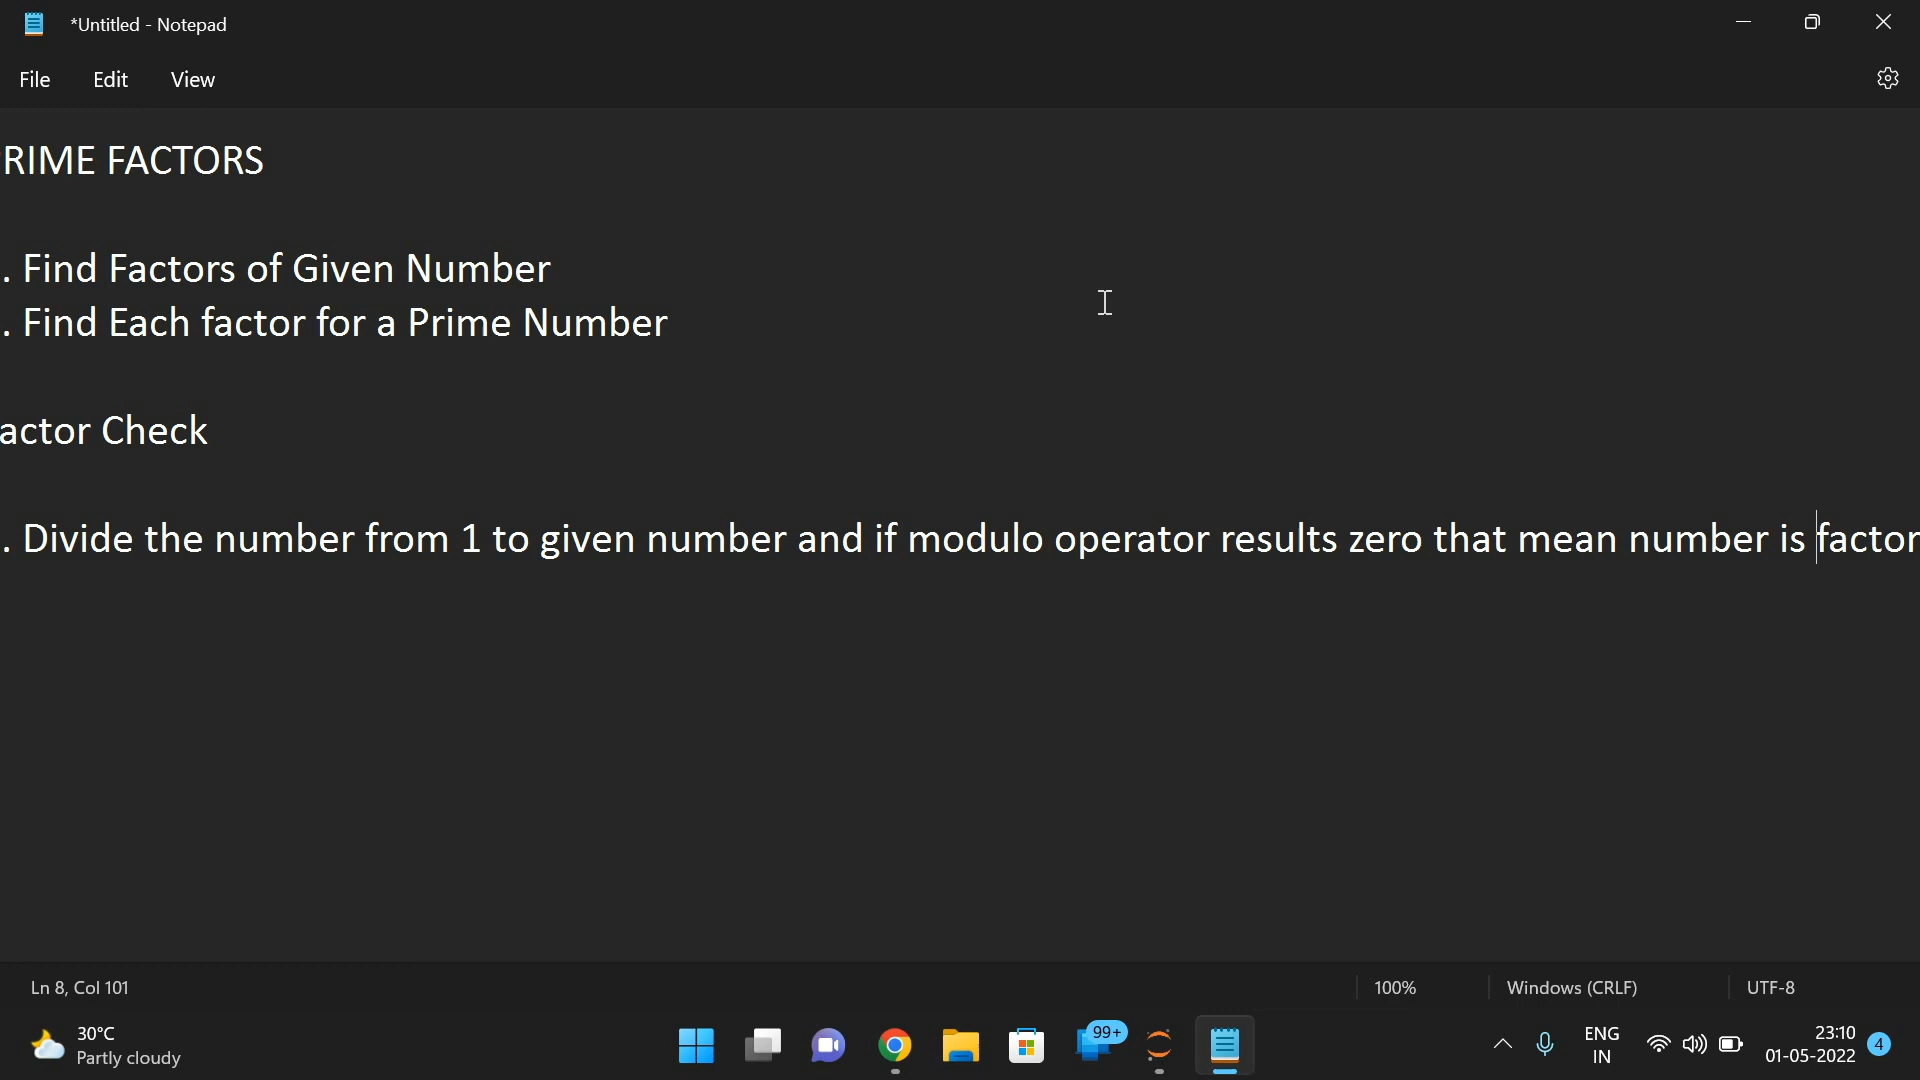 *Untitled - Notepad
File Edit View
RIME FACTORS
. Find Factors of Given Number
. Find Each factor for a Prime Number
actor Check
. Divide the number from 1 to given number and if modulo operator results zero that mean number is factor
Ln 8, Col 101 100% Windows (CRLF) UTF-8
30°C
Partly cloudy
99+
ENG
IN
23:10
01-05-2022
4